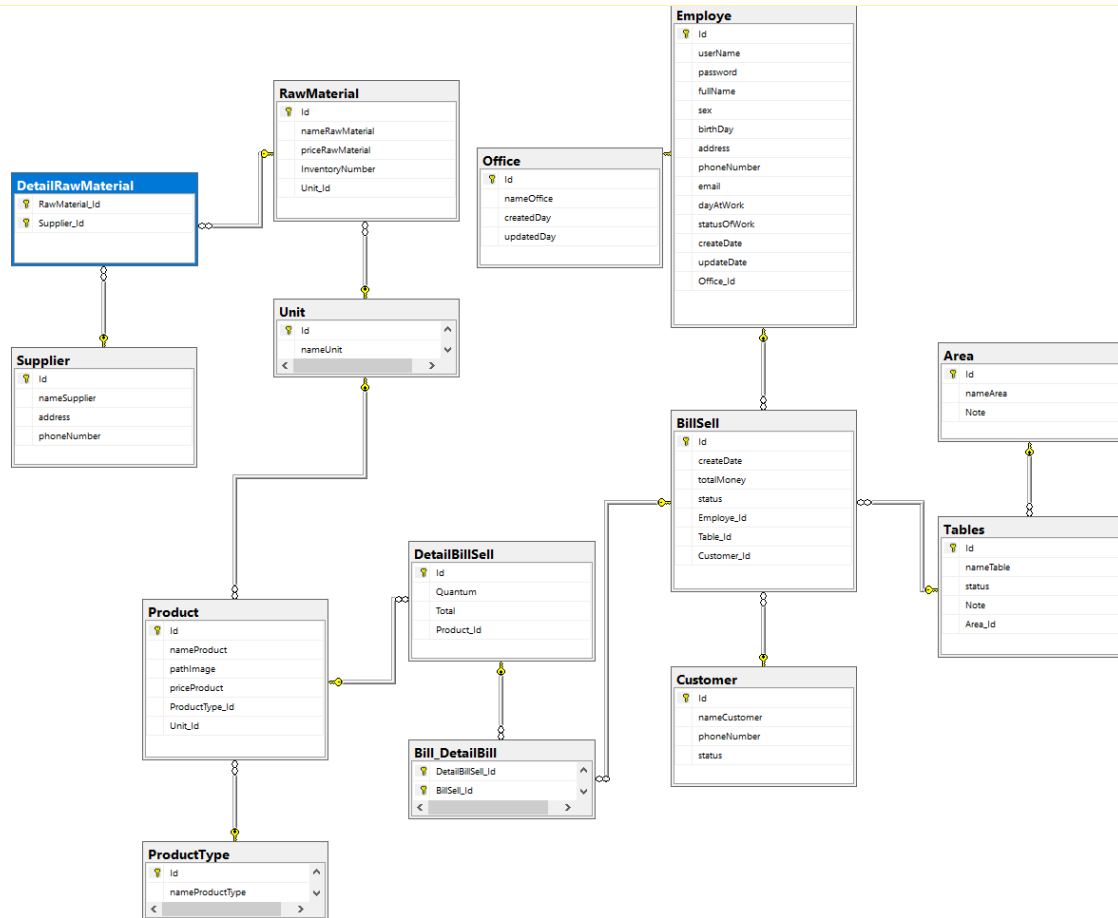 Employe
Id
userName
password
fullName
sex
birthDay
address
phoneNumber
email
dayAtWork
statusOfWork
createDate
updateDate
Office_Id
RawMaterial
Id
nameRawMaterial
priceRawMaterial
InventoryNumber
Unit_Id
Office
Id
nameOffice
createdDay
updatedDay
DetailRawMaterial
RawMaterial_Id
Supplier_Id
Unit
Id
nameUnit
Supplier
Id
nameSupplier
address
phoneNumber
Area
Id
nameArea
Note
BillSell
Id
createDate
totalMoney
status
Employe_Id
Table_Id
Customer_Id
Tables
Id
nameTable
status
Note
Area_Id
DetailBillSell
Id
Quantum
Total
Product_Id
Product
Id
nameProduct
pathImage
priceProduct
ProductType_Id
Unit_Id
Customer
Id
nameCustomer
phoneNumber
status
Bill_DetailBill
DetailBillSell_Id
BillSell_Id
ProductType
Id
nameProductType